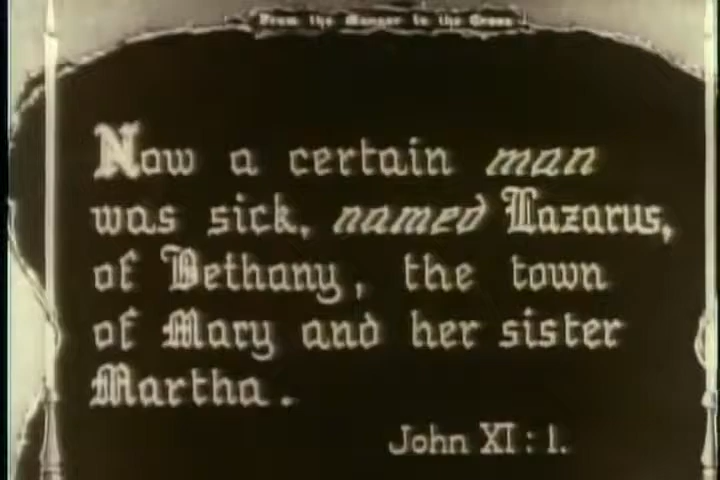 From the Manger to the Cross
Now a certain man
was sick, named Lazarus,
of Bethany, the town
of Mary and her sister
Martha.
John XI : 1.